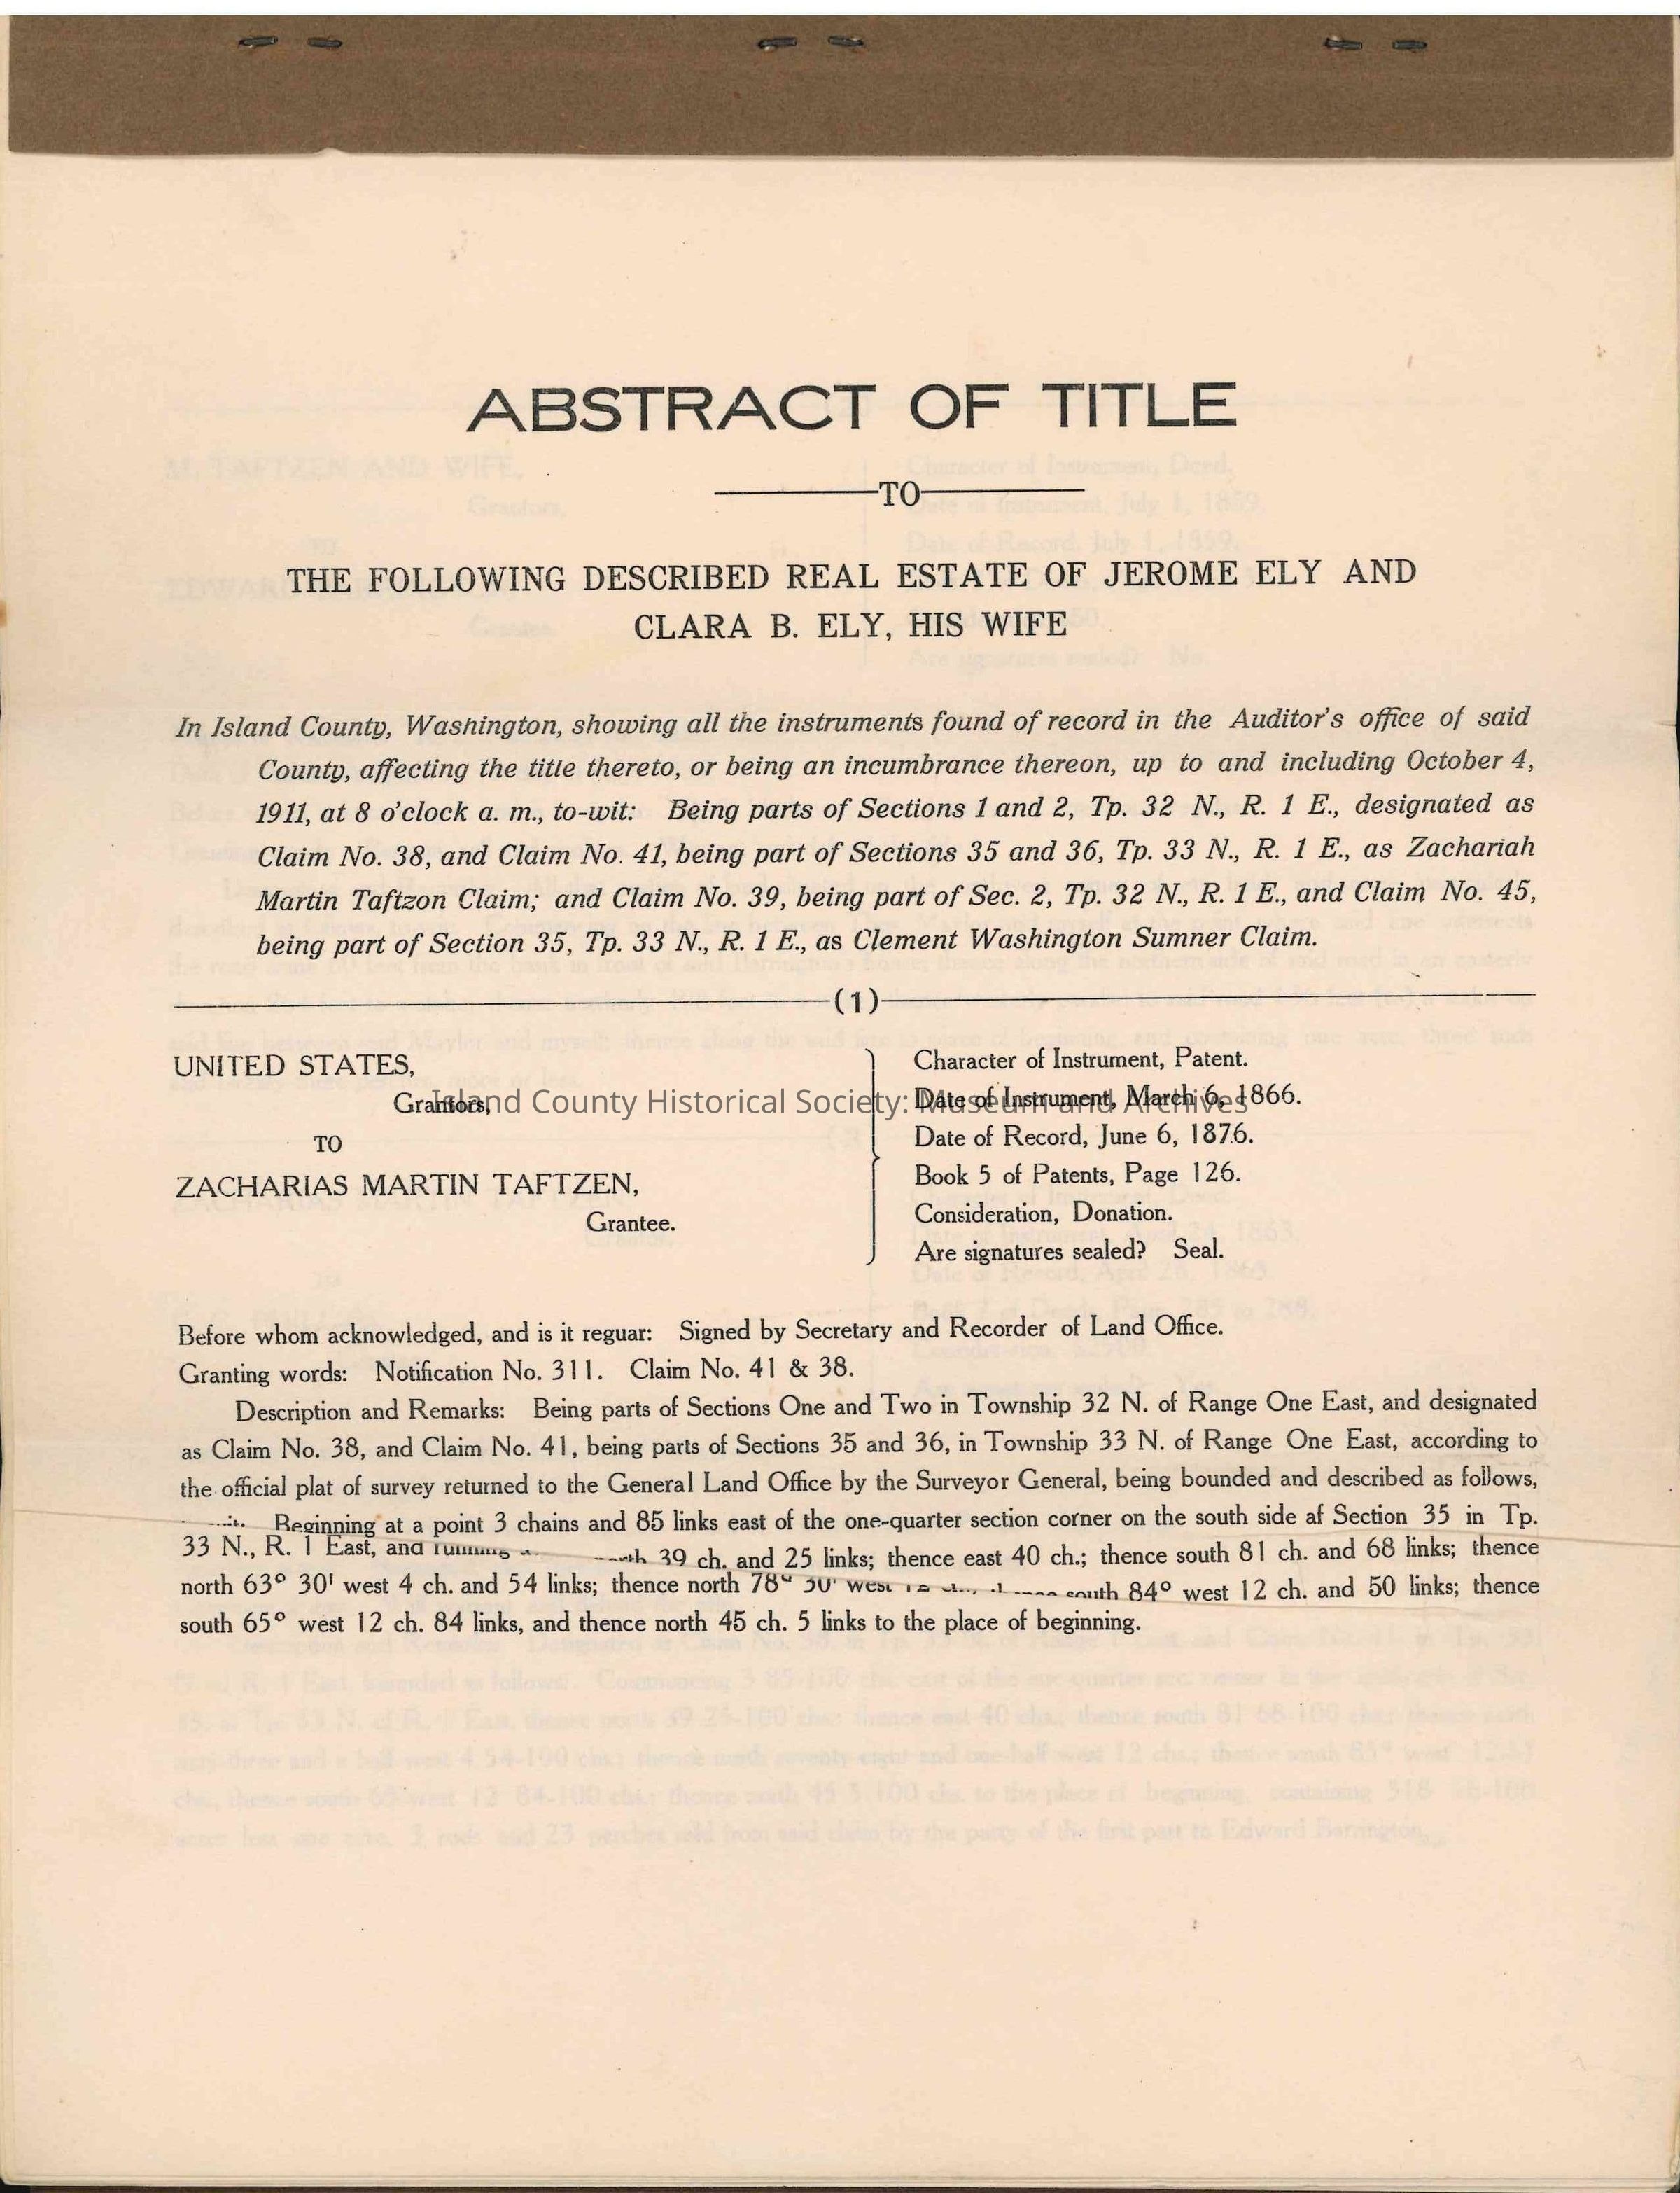 ABSTRACT OF TITLE
TO
THE FOLLOWING DESCRIBED REAL ESTATE OF JEROME ELY AND
CLARA B. ELY, HIS WIFE
In Island County, Washington, showing all the instruments found of record in the Auditor's office of said
County, affecting the title thereto, or being an incumbrance thereon, up to and including October 4,
1911, at 8 o'clock a. m., to-wit: Being parts of Sections 1 and 2, Tp. 32 N., R. 1 E., designated as
Claim No. 38, and Claim No. 41, being part of Sections 35 and 36, Tp. 33 N., R. 1 E., as Zachariah
Martin Taftzon Claim; and Claim No. 39, being part of Sec. 2, Tp. 32 N., R. 1 E., and Claim No. 45,
being part of Section 35, Tp. 33 N., R. 1 E., as Clement Washington Sumner Claim.
(1)
UNITED STATES,
Grantors,
TO
ZACHARIAS MARTIN TAFTZEN,
Grantee.
Character of Instrument, Patent.
Date of Instrument, March 6, 1866.
Date of Record, June 6, 1876.
Book 5 of Patents, Page 126.
Consideration, Donation.
Are signatures sealed? Seal.
Island County Historical Society: Museum and Archives
Before whom acknowledged, and is it reguar: Signed by Secretary and Recorder of Land Office.
Granting words: Notification No. 311. Claim No. 41 & 38.
Description and Remarks: Being parts of Sections One and Two in Township 32 N. of Range One East, and designated
as Claim No. 38, and Claim No. 41, being parts of Sections 35 and 36, in Township 33 N. of Range One East, according to
the official plat of survey returned to the General Land Office by the Surveyor General, being bounded and described as follows,
Beginning at a point 3 chains and 85 links east of the one-quarter section corner on the south side af Section 35 in Tp.
33 N., R. 1 East, and running 39 ch. and 25 links; thence east 40 ch.; thence south 81 ch. and 68 links; thence
north 63° 30' west 4 ch. and 54 links; thence north 78° 30' west south 84° west 12 ch. and 50 links; thence
south 65° west 12 ch. 84 links, and thence north 45 ch. 5 links to the place of beginning.